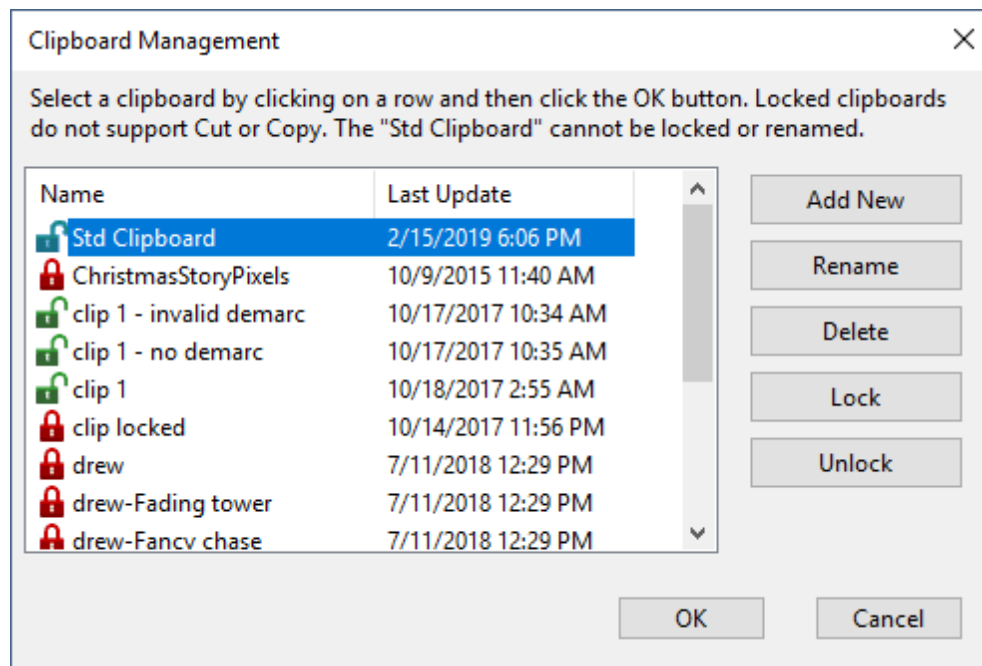 Clipboard Management
Select a clipboard by clicking on a row and then click the OK button. Locked clipboards
do not support Cut or Copy. The "Std Clipboard" cannot be locked or renamed.
Name Last Update
Std Clipboard 2/15/2019 6:06 PM
ChristmasStoryPixels 10/9/2015 11:40 AM
clip 1 - invalid demarc 10/17/2017 10:34 AM
clip 1 - no demarc 10/17/2017 10:35 AM
clip 1 10/18/2017 2:55 AM
clip locked 10/14/2017 11:56 PM
drew 7/11/2018 12:29 PM
drew-Fading tower 7/11/2018 12:29 PM
drew-Fancy chase 7/11/2018 12:29 PM
Add New
Rename
Delete
Lock
Unlock
OK Cancel